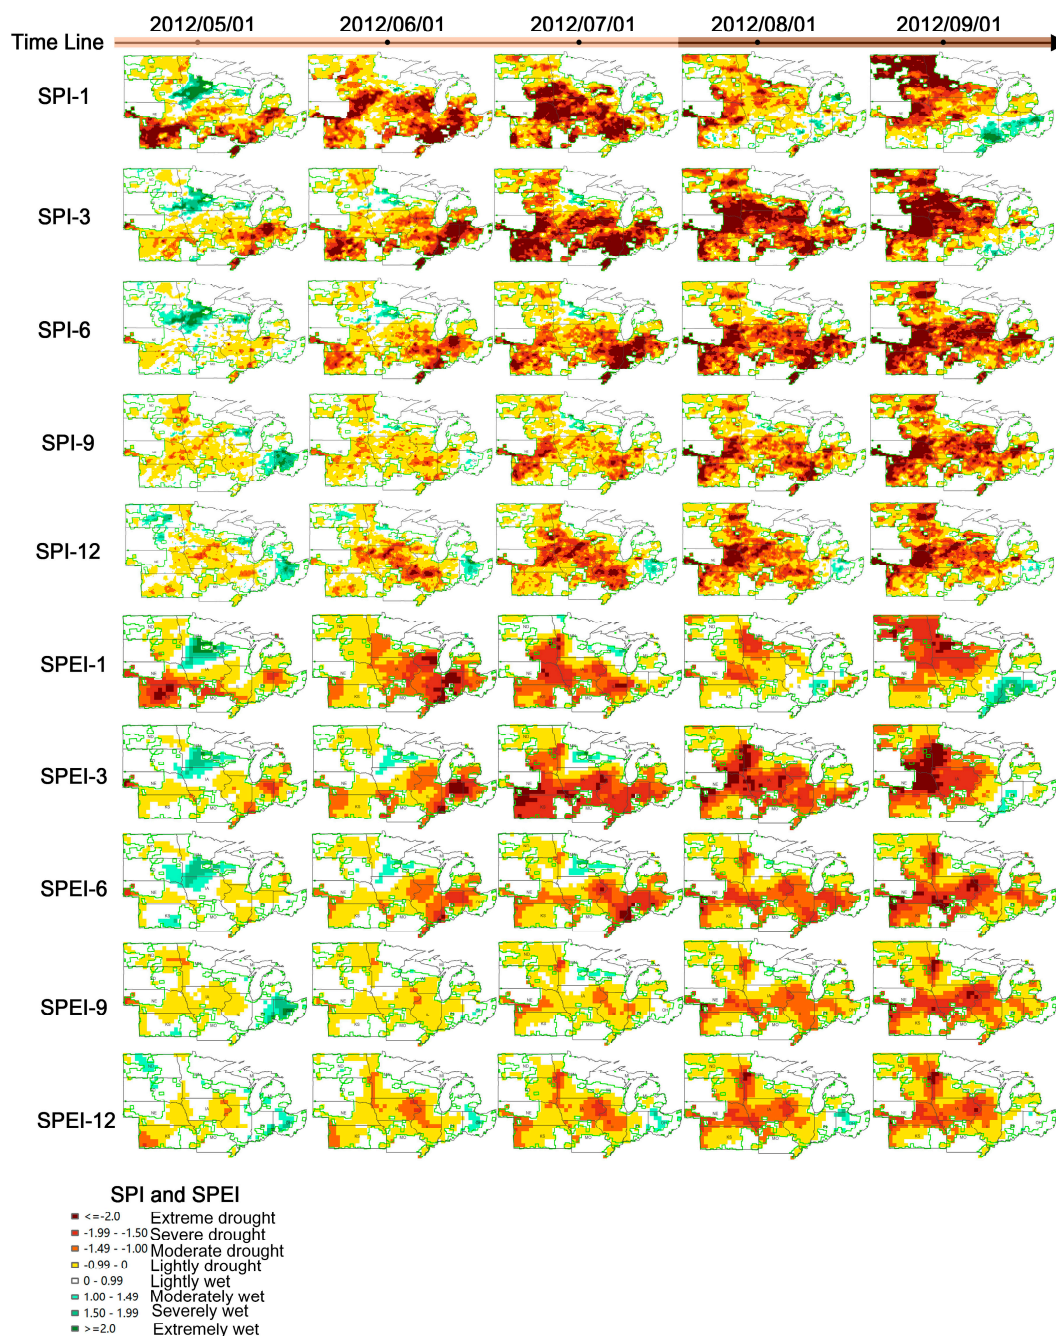 2012/05/01 2012/06/01 2012/07/01 2012/08/01 2012/09/01
Time Line
SPI-1
SPI-3
SPI-6
SPI-9
SPI-12
SPEI-1
SPEI-3
SPEI-6
SPEI-9
SPEI-12
SPI and SPEI
<=-2.0 Extreme drought
-1.99 - -1.50 Severe drought
-1.49 - -1.00 Moderate drought
-0.99 - 0 Lightly drought
0 - 0.99 Lightly wet
1.00 - 1.49 Moderately wet
1.50 - 1.99 Severely wet
>=2.0 Extremely wet